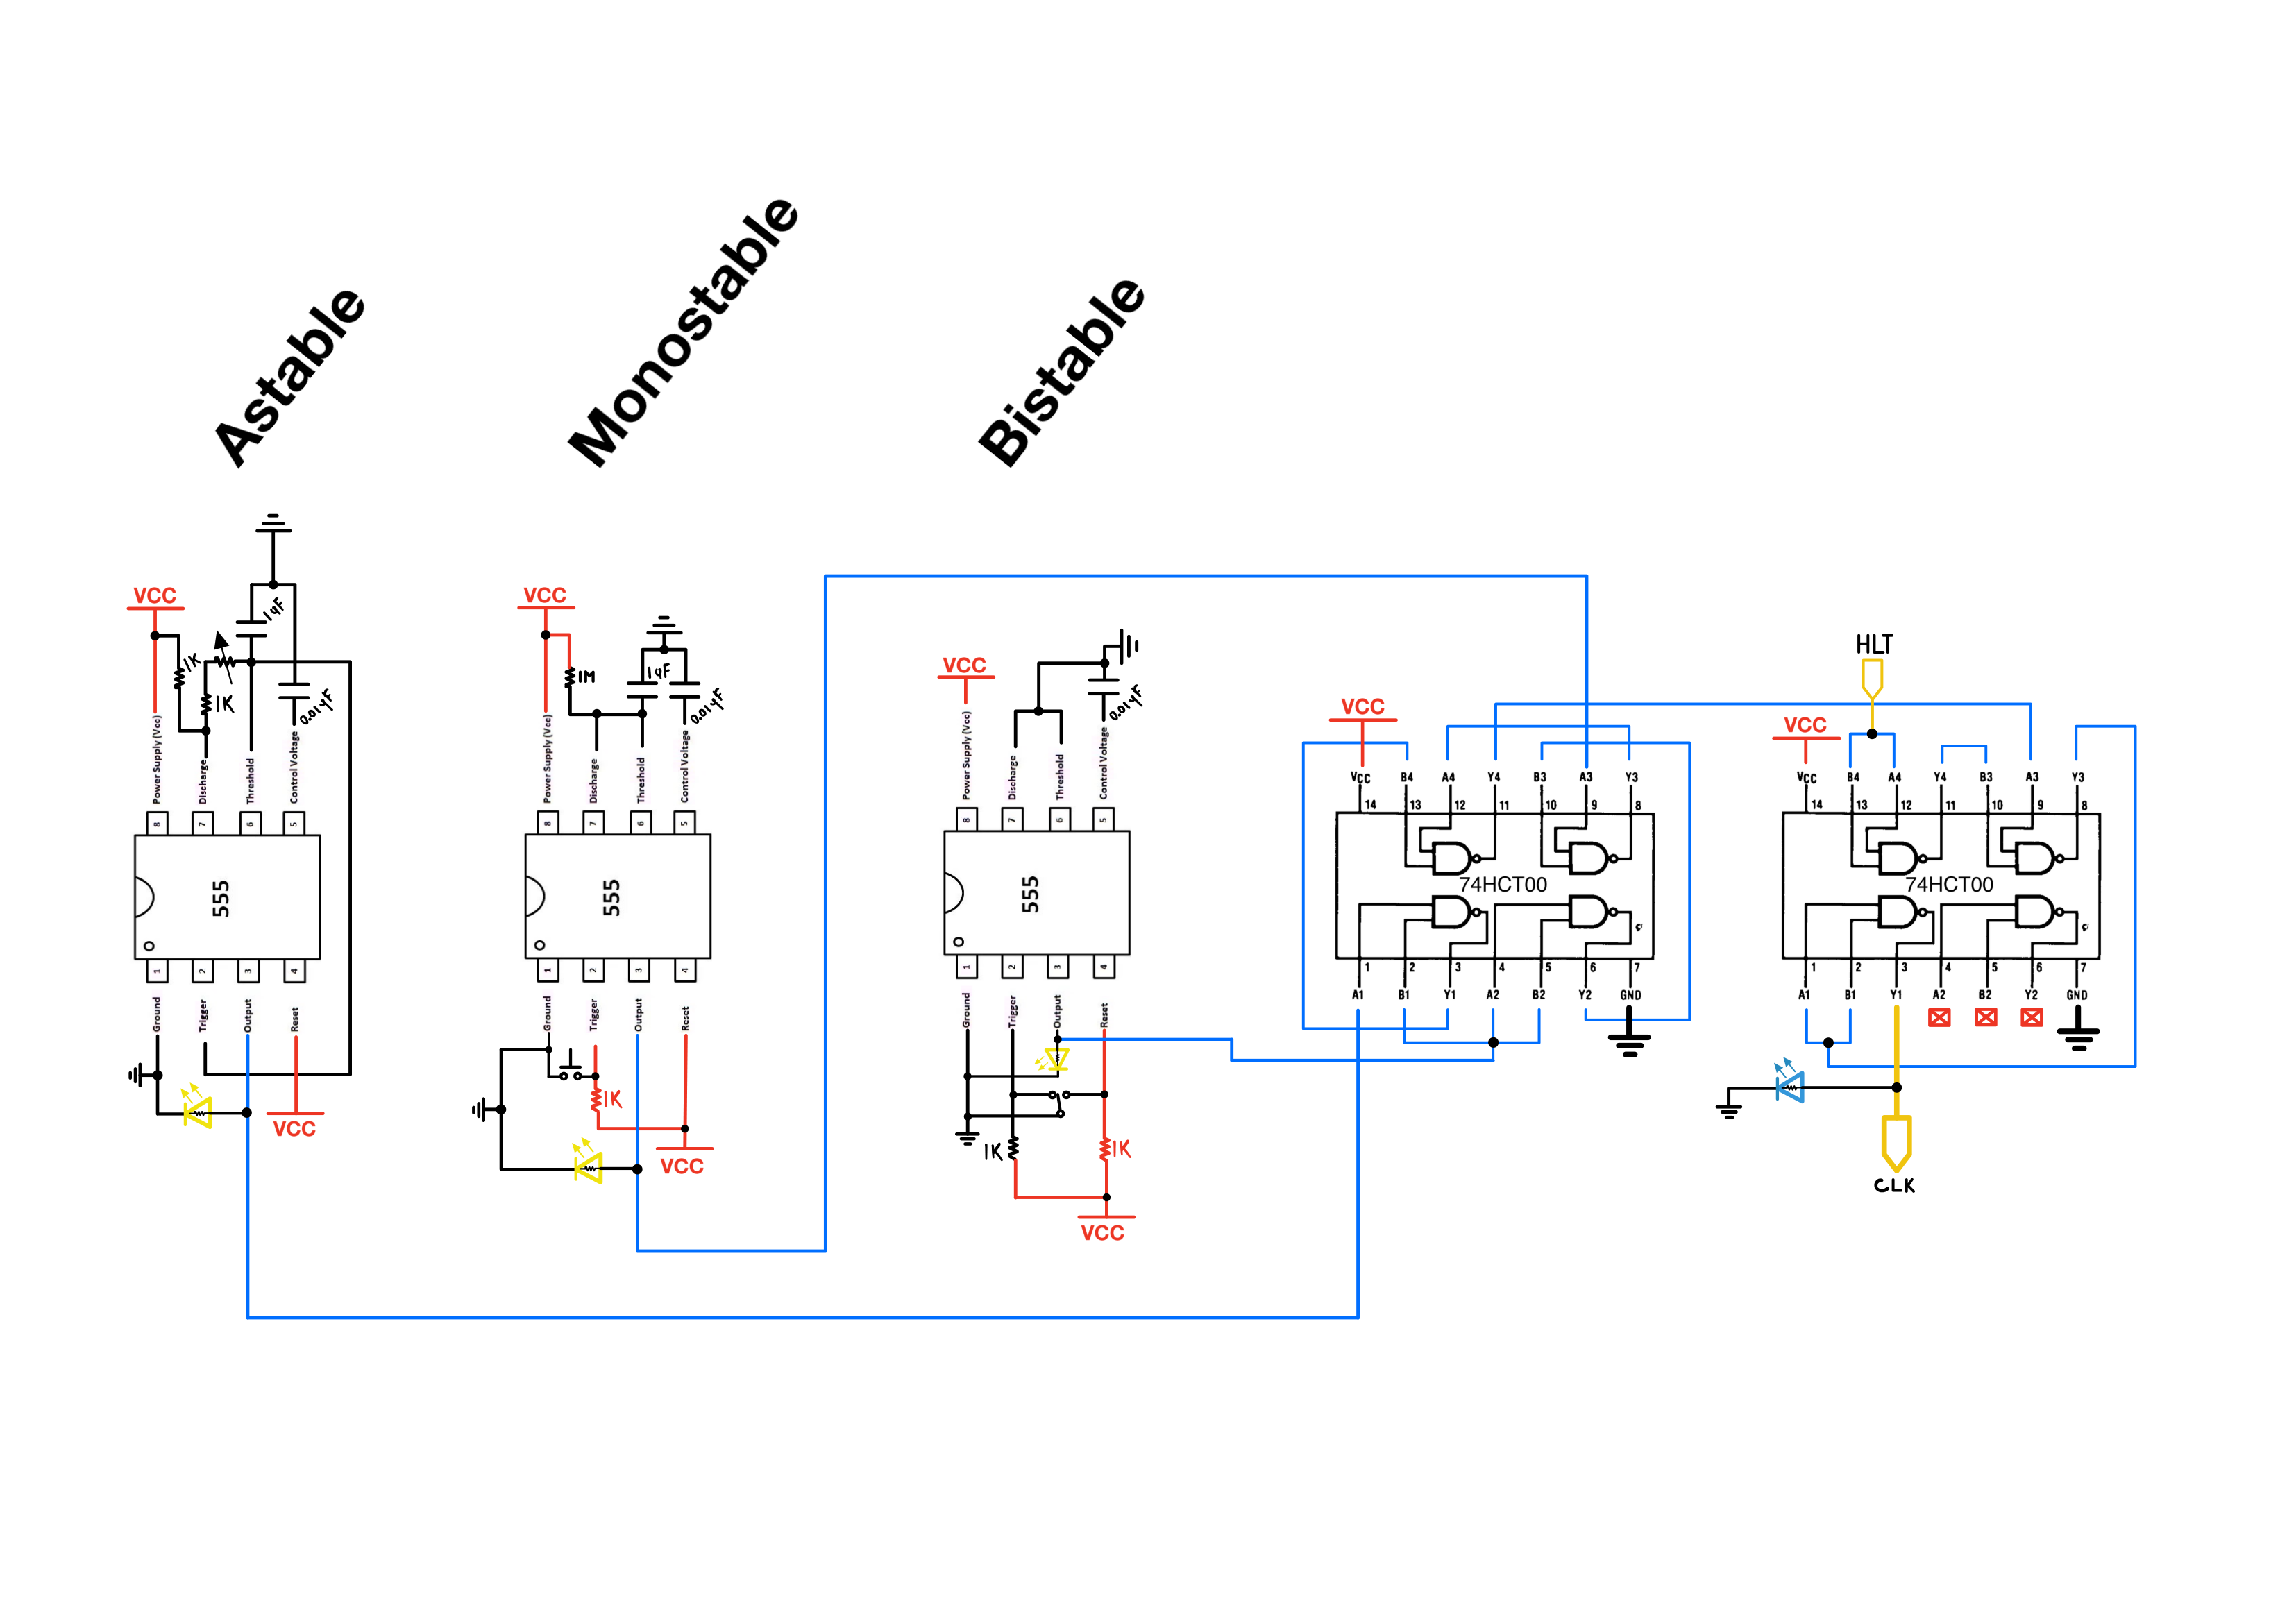 Astable
Monostable
Bistable
VCC
1K
1K
1µF
0.01µF
Power Supply (Vcc)
Discharge
Threshold
Control Voltage
8
7
6
5
555
1
2
3
4
Ground
Trigger
Output
Reset
VCC
VCC
1M
1µF
0.01µF
Power Supply (Vcc)
Discharge
Threshold
Control Voltage
8
7
6
5
555
1
2
3
4
Ground
Trigger
Output
Reset
1K
VCC
VCC
0.01µF
Power Supply (Vcc)
Discharge
Threshold
Control Voltage
8
7
6
5
555
1
2
3
4
Ground
Trigger
Output
Reset
1K
1K
VCC
VCC
VCC B4 A4 Y4 B3 A3 Y3
14 13 12 11 10 9 8
74HCT00
1 2 3 4 5 6 7
A1 B1 Y1 A2 B2 Y2 GND
HLT
VCC
VCC B4 A4 Y4 B3 A3 Y3
14 13 12 11 10 9 8
74HCT00
1 2 3 4 5 6 7
A1 B1 Y1 A2 B2 Y2 GND
CLK